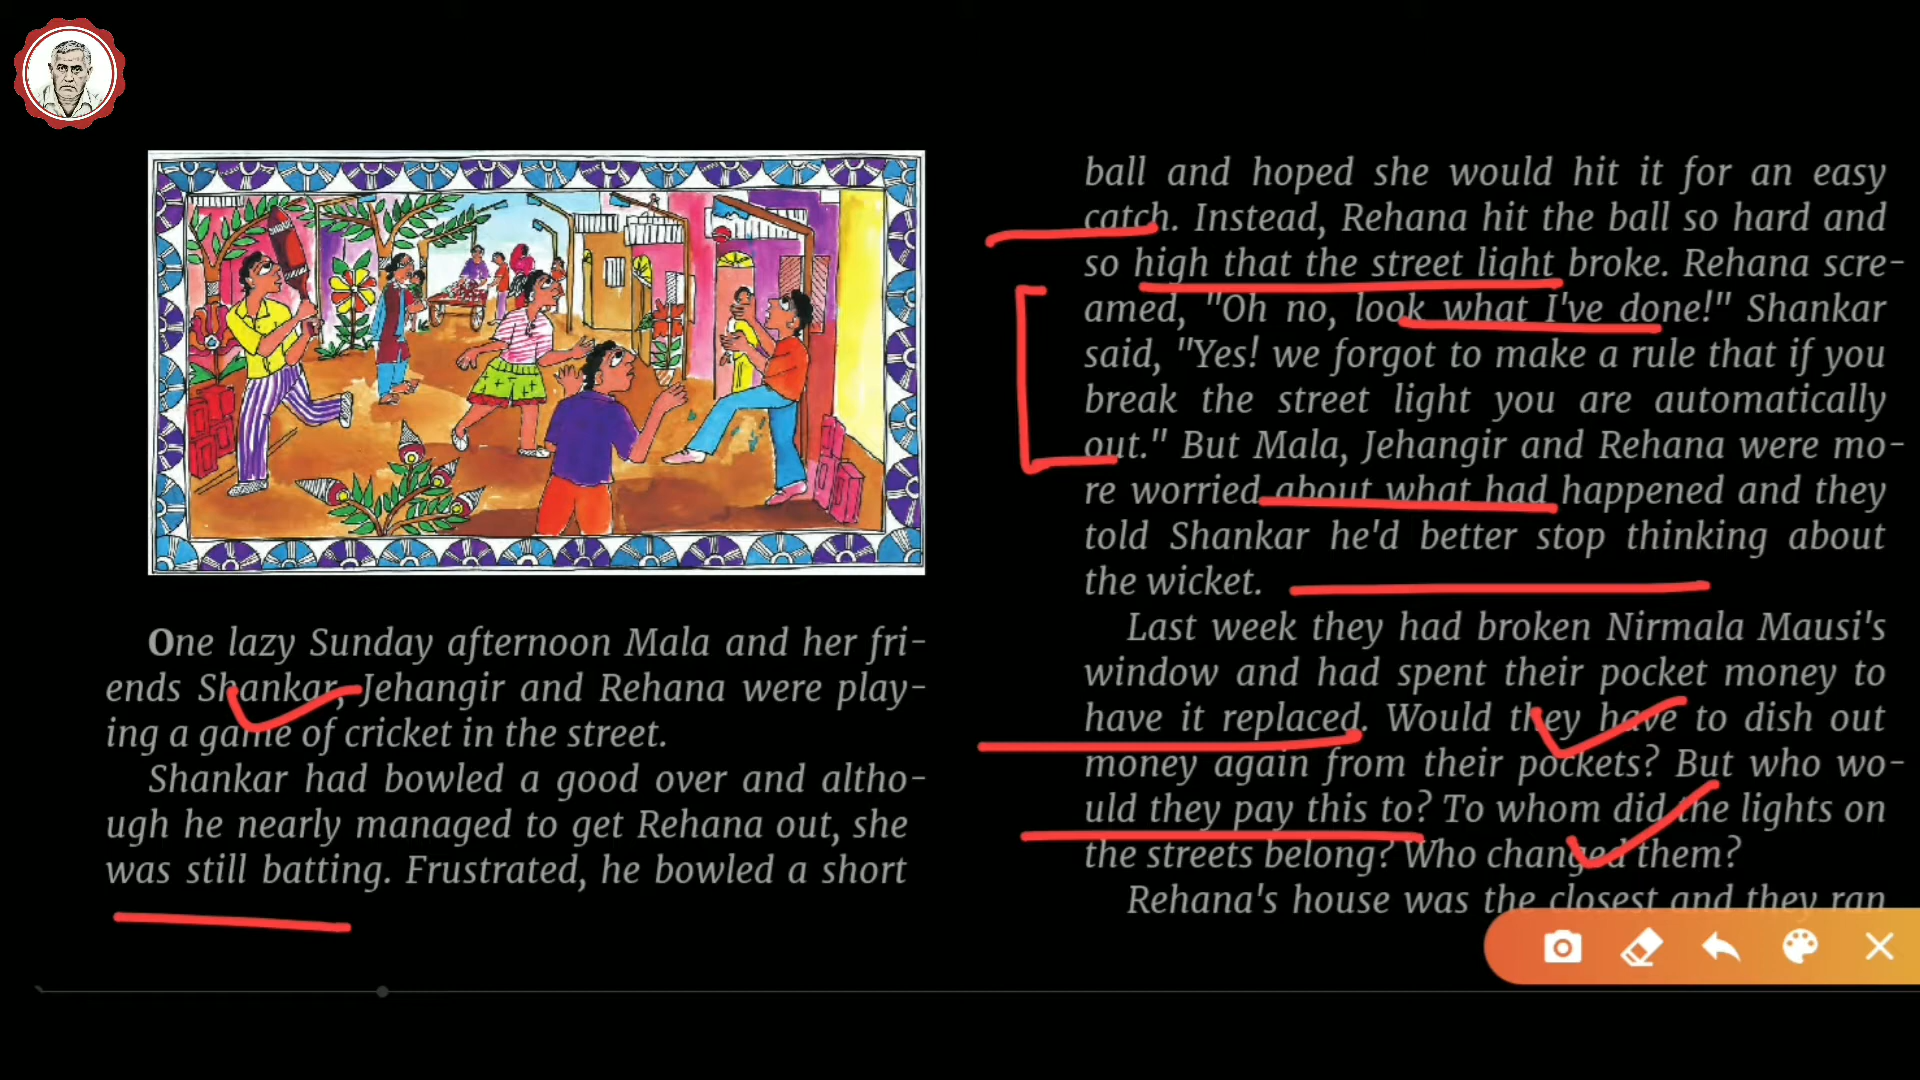 One lazy Sunday afternoon Mala and her fri-
ends Shankar, Jehangir and Rehana were play-
ing a game of cricket in the street.
Shankar had bowled a good over and altho-
ugh he nearly managed to get Rehana out, she
was still batting. Frustrated, he bowled a short
ball and hoped she would hit it for an easy
catch. Instead, Rehana hit the ball so hard and
so high that the street light broke. Rehana scre-
amed, "Oh no, look what I've done!" Shankar
said, "Yes! we forgot to make a rule that if you
break the street light you are automatically
out." But Mala, Jehangir and Rehana were mo-
re worried about what had happened and they
told Shankar he'd better stop thinking about
the wicket.
Last week they had broken Nirmala Mausi's
window and had spent their pocket money to
have it replaced. Would they have to dish out
money again from their pockets? But who wo-
uld they pay this to? To whom did the lights on
the streets belong? Who changed them?
Rehana's house was the closest and they ran